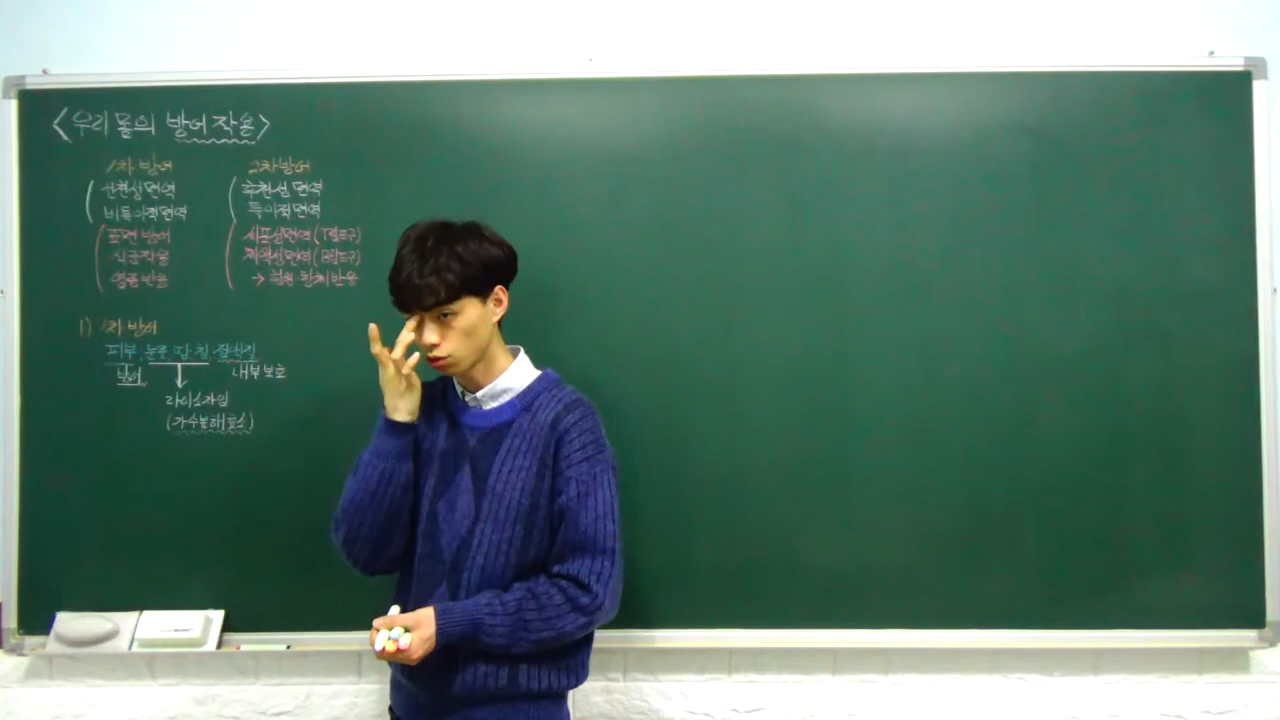 <우리 몸의 방어작용>
1차 방어
선천성 면역
비특이적 면역
표면 방어
식균작용
염증 반응
2차 방어
후천성 면역
특이적 면역
세포성면역 (T림프구)
체액성면역 (B림프구)
→ 항원 항체 반응
1) 1차 방어
피부, 눈물, 땀, 침, 점액질
방어
내부 보호
라이소자임
(가수분해효소)